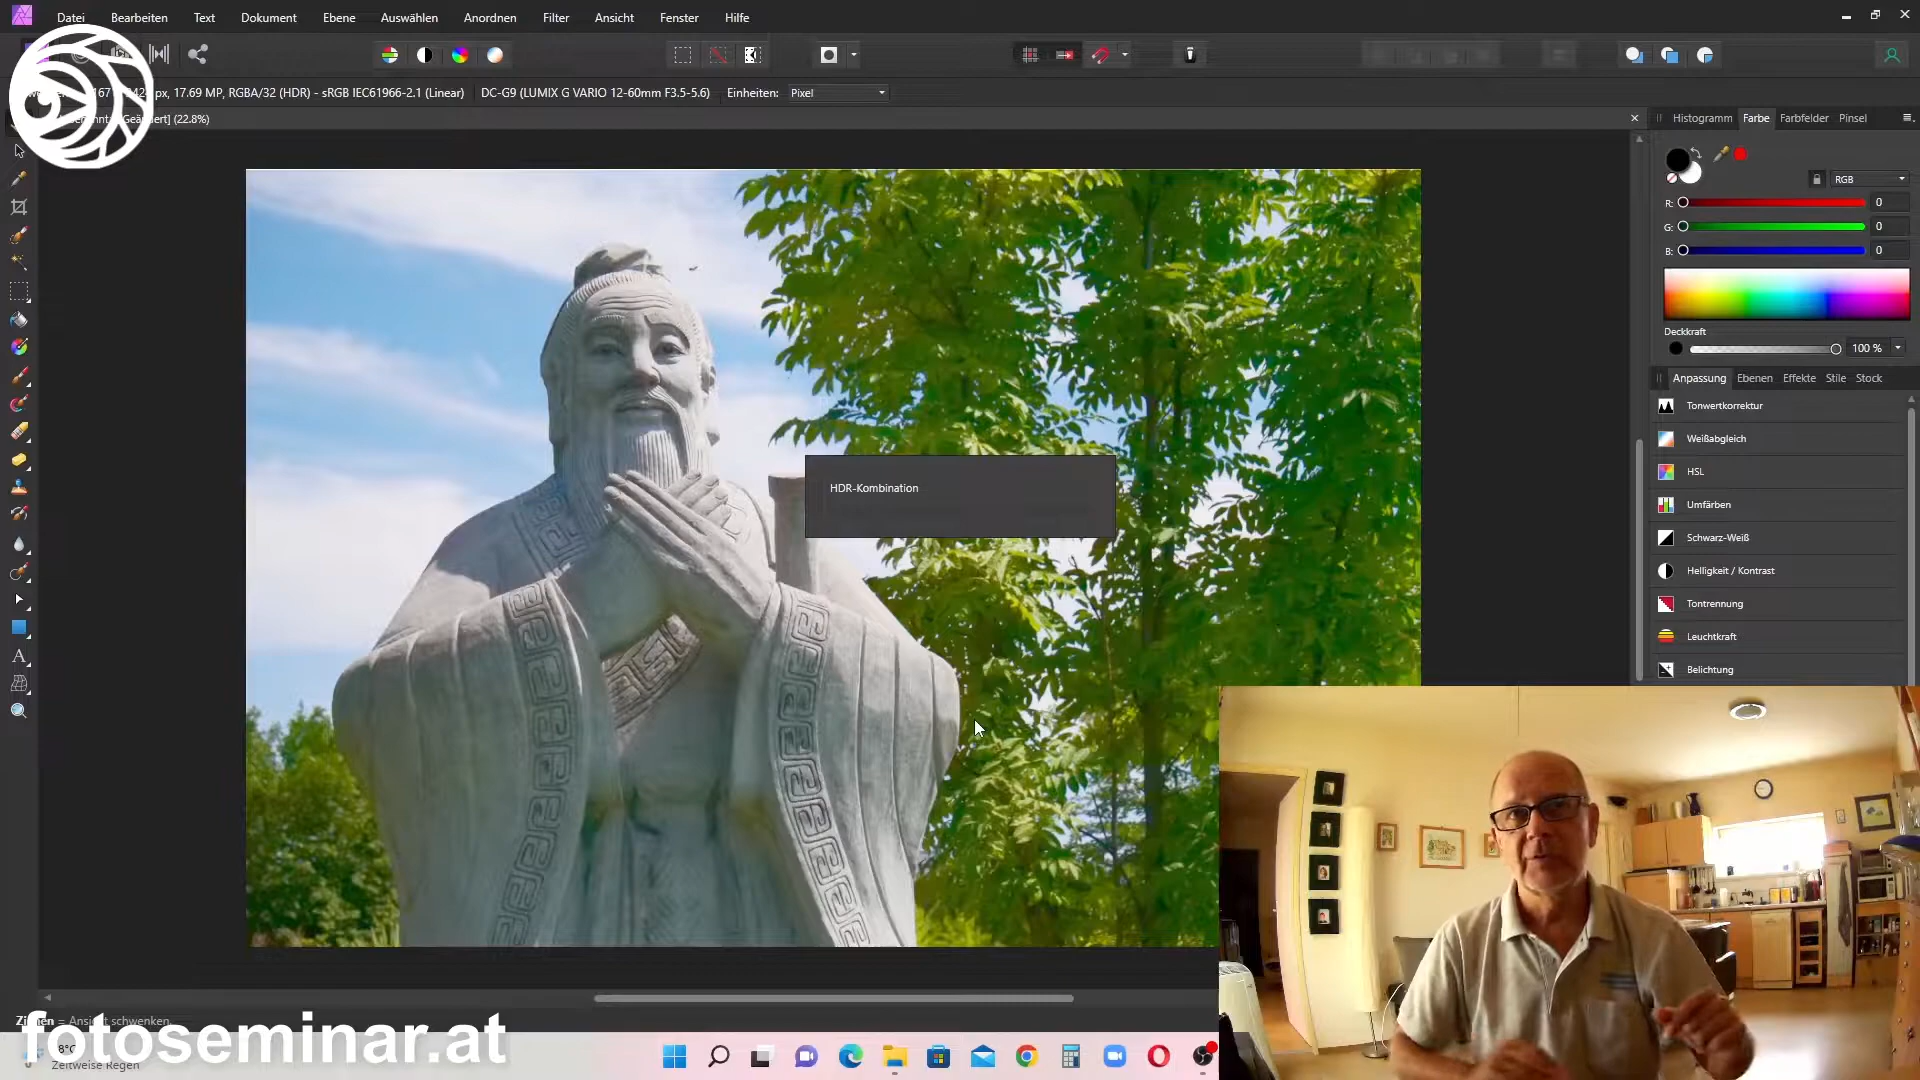 Datei Bearbeiten Text Dokument Ebene Auswählen Anordnen Filter Ansicht Fenster Hilfe
px, 17.69 MP, RGBA/32 (HDR) - sRGB IEC61966-2.1 (Linear) DC-G9 (LUMIX G VARIO 12-60mm F3.5-5.6) Einheiten: Pixel
(22.8%)
Histogramm Farbe Farbfelder Pinsel
RGB
R: 0
G: 0
B: 0
Deckkraft
100 %
Anpassung Ebenen Effekte Stile Stock
Tonwertkorrektur
Weißabgleich
HSL
Umfärben
Schwarz-Weiß
Helligkeit / Kontrast
Tontrennung
Leuchtkraft
Belichtung
HDR-Kombination
= Ansicht schwenken.
fotoseminar.at
Zeitweise Regen